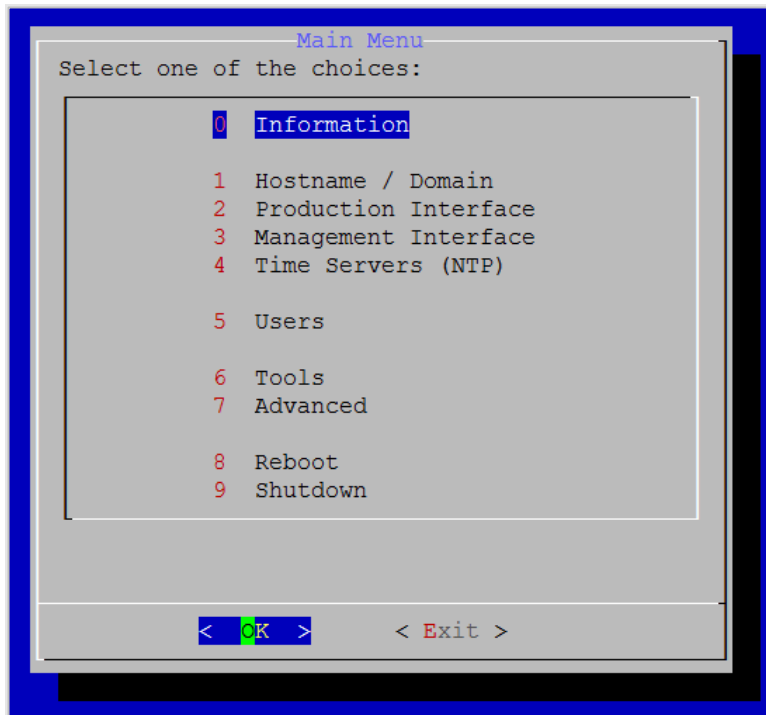 Main Menu
Select one of the choices:
0 Information
1 Hostname / Domain
2 Production Interface
3 Management Interface
4 Time Servers (NTP)
5 Users
6 Tools
7 Advanced
8 Reboot
9 Shutdown
< OK > < Exit >